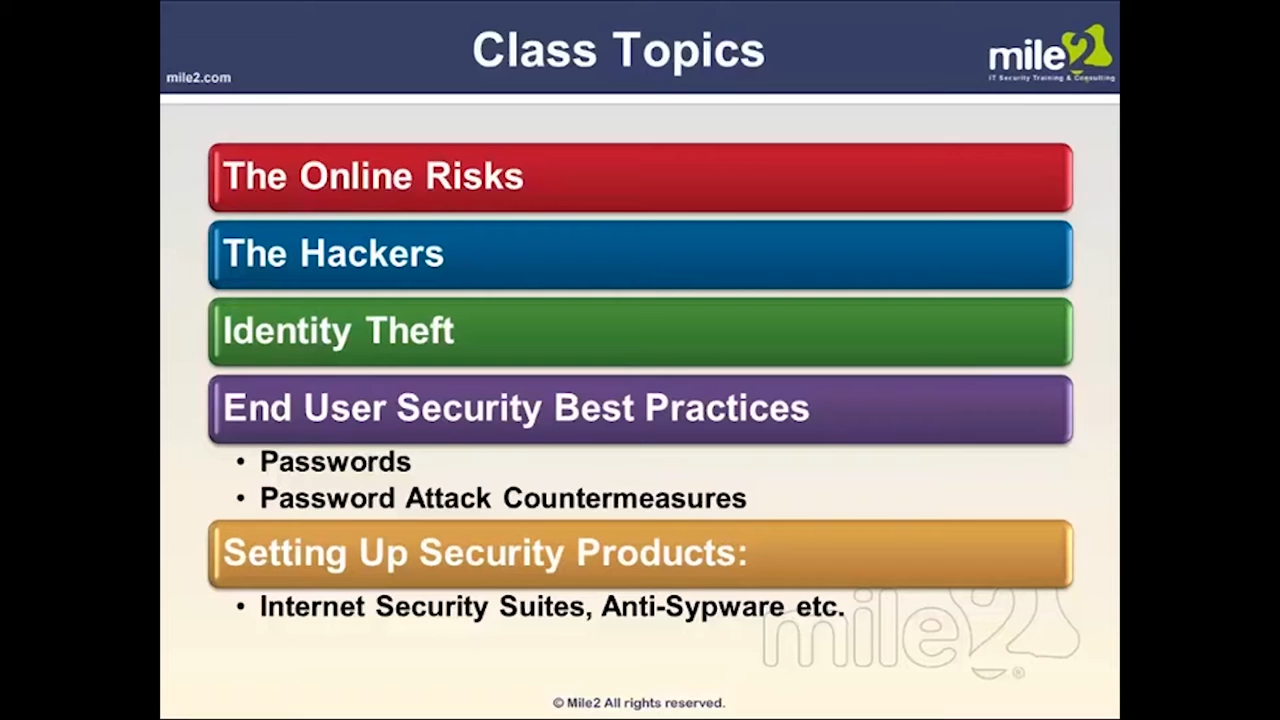 Class Topics
mile2.com
mile2
IT Security Training & Consulting
The Online Risks
The Hackers
Identity Theft
End User Security Best Practices
• Passwords
• Password Attack Countermeasures
Setting Up Security Products:
• Internet Security Suites, Anti-Sypware etc.
mile2®
© Mile2 All rights reserved.